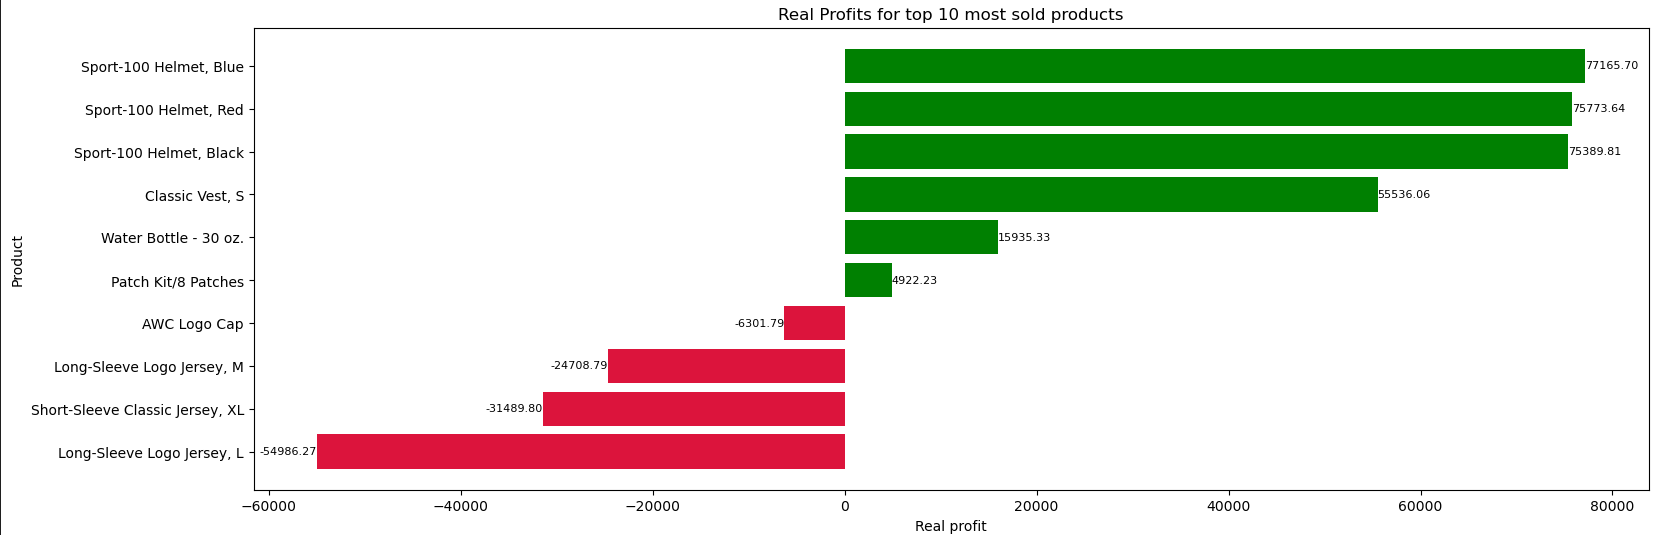 Real Profits for top 10 most sold products
Product
Sport-100 Helmet, Blue
77165.70
Sport-100 Helmet, Red
75773.64
Sport-100 Helmet, Black
75389.81
Classic Vest, S
55536.06
Water Bottle - 30 oz.
15935.33
Patch Kit/8 Patches
4922.23
AWC Logo Cap
-6301.79
Long-Sleeve Logo Jersey, M
-24708.79
Short-Sleeve Classic Jersey, XL
-31489.80
Long-Sleeve Logo Jersey, L
-54986.27
−60000 −40000 −20000 0 20000 40000 60000 80000
Real profit